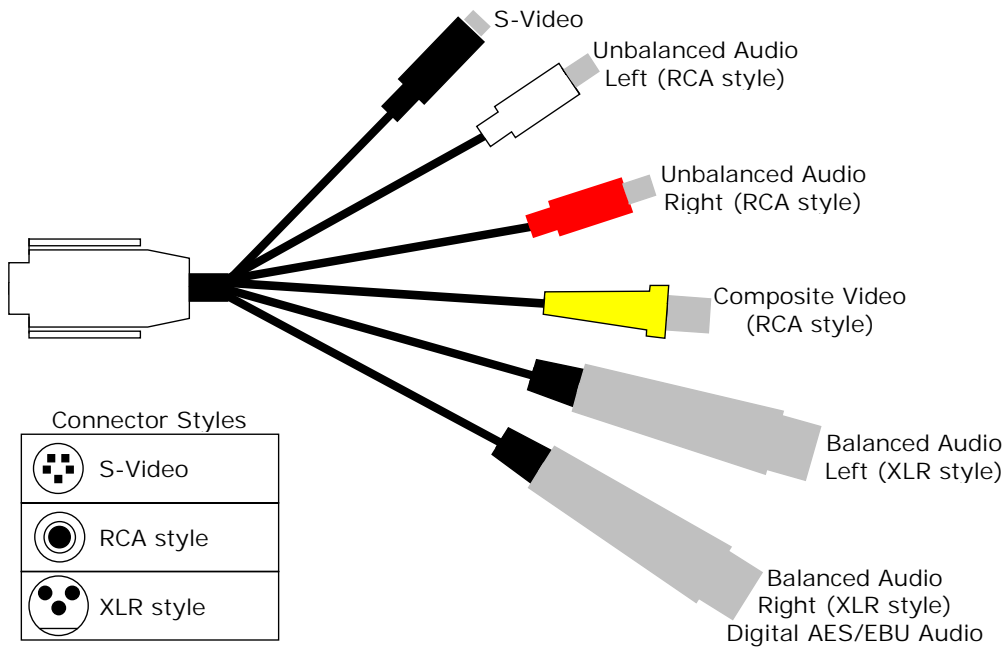 S-Video
Unbalanced Audio
Left (RCA style)
Unbalanced Audio
Right (RCA style)
Composite Video
(RCA style)
Balanced Audio
Left (XLR style)
Balanced Audio
Right (XLR style)
Digital AES/EBU Audio
Connector Styles
S-Video
RCA style
XLR style